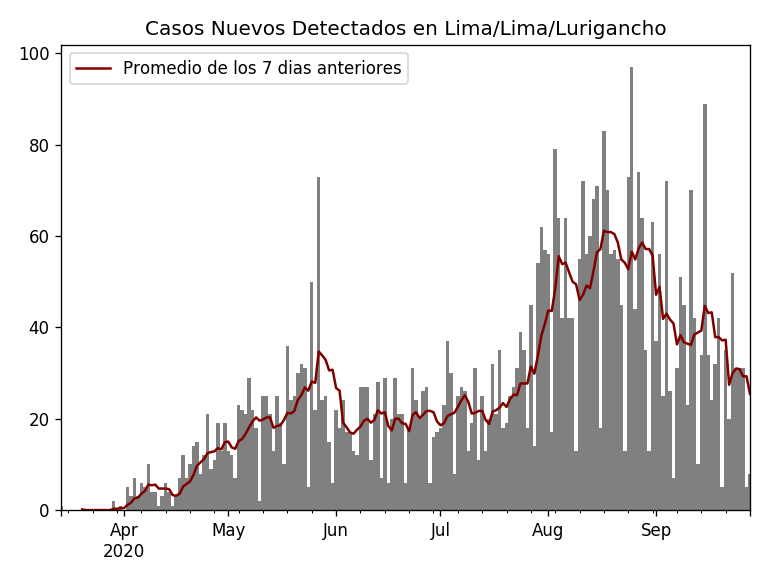 Casos Nuevos Detectados en Lima/Lima/Lurigancho
Promedio de los 7 dias anteriores
100
80
60
40
20
0
Apr May Jun Jul Aug Sep
2020